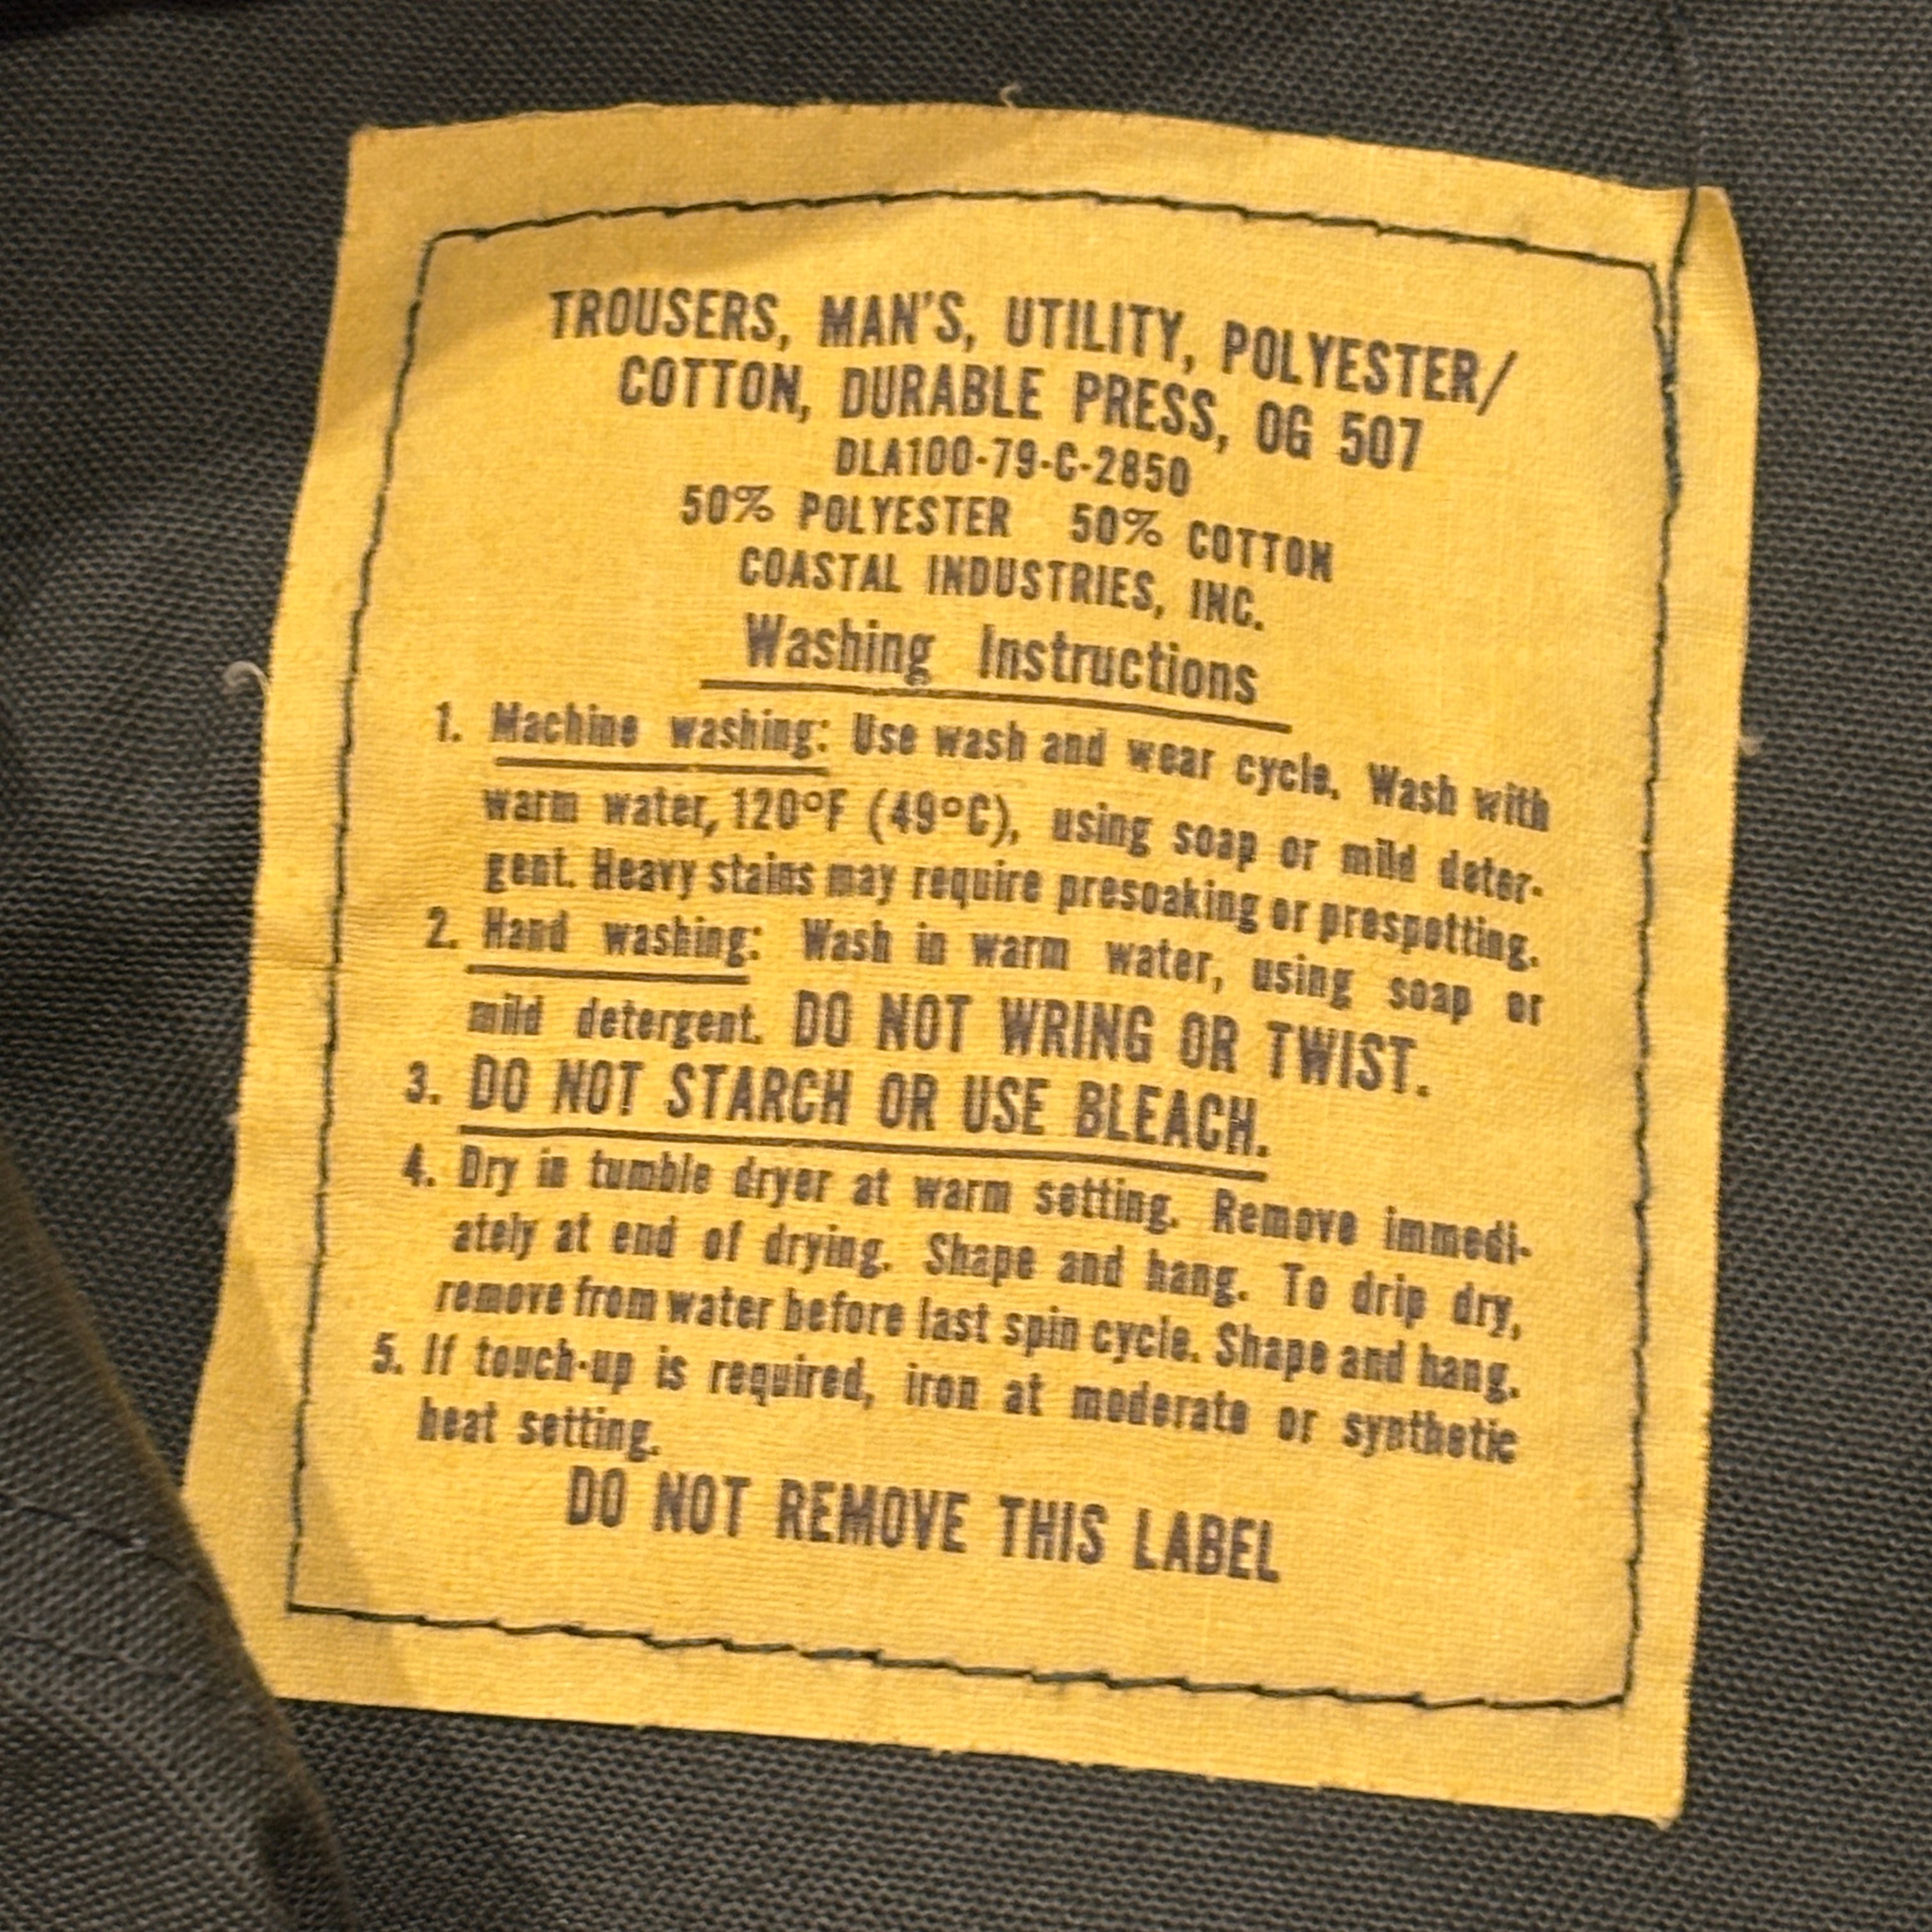 TROUSERS, MAN'S, UTILITY, POLYESTER/
COTTON, DURABLE PRESS, OG 507
DLA100-79-C-2850
50% POLYESTER 50% COTTON
COASTAL INDUSTRIES, INC.
Washing Instructions
1. Machine washing: Use wash and wear cycle. Wash with
warm water, 120°F (49°C), using soap or mild deter-
gent. Heavy stains may require presoaking or prespotting.
2. Hand washing: Wash in warm water, using soap or
mild detergent. DO NOT WRING OR TWIST.
3. DO NOT STARCH OR USE BLEACH.
4. Dry in tumble dryer at warm setting. Remove immedi-
ately at end of drying. Shape and hang. To drip dry,
remove from water before last spin cycle. Shape and hang.
5. If touch-up is required, iron at moderate or synthetic
heat setting.
DO NOT REMOVE THIS LABEL